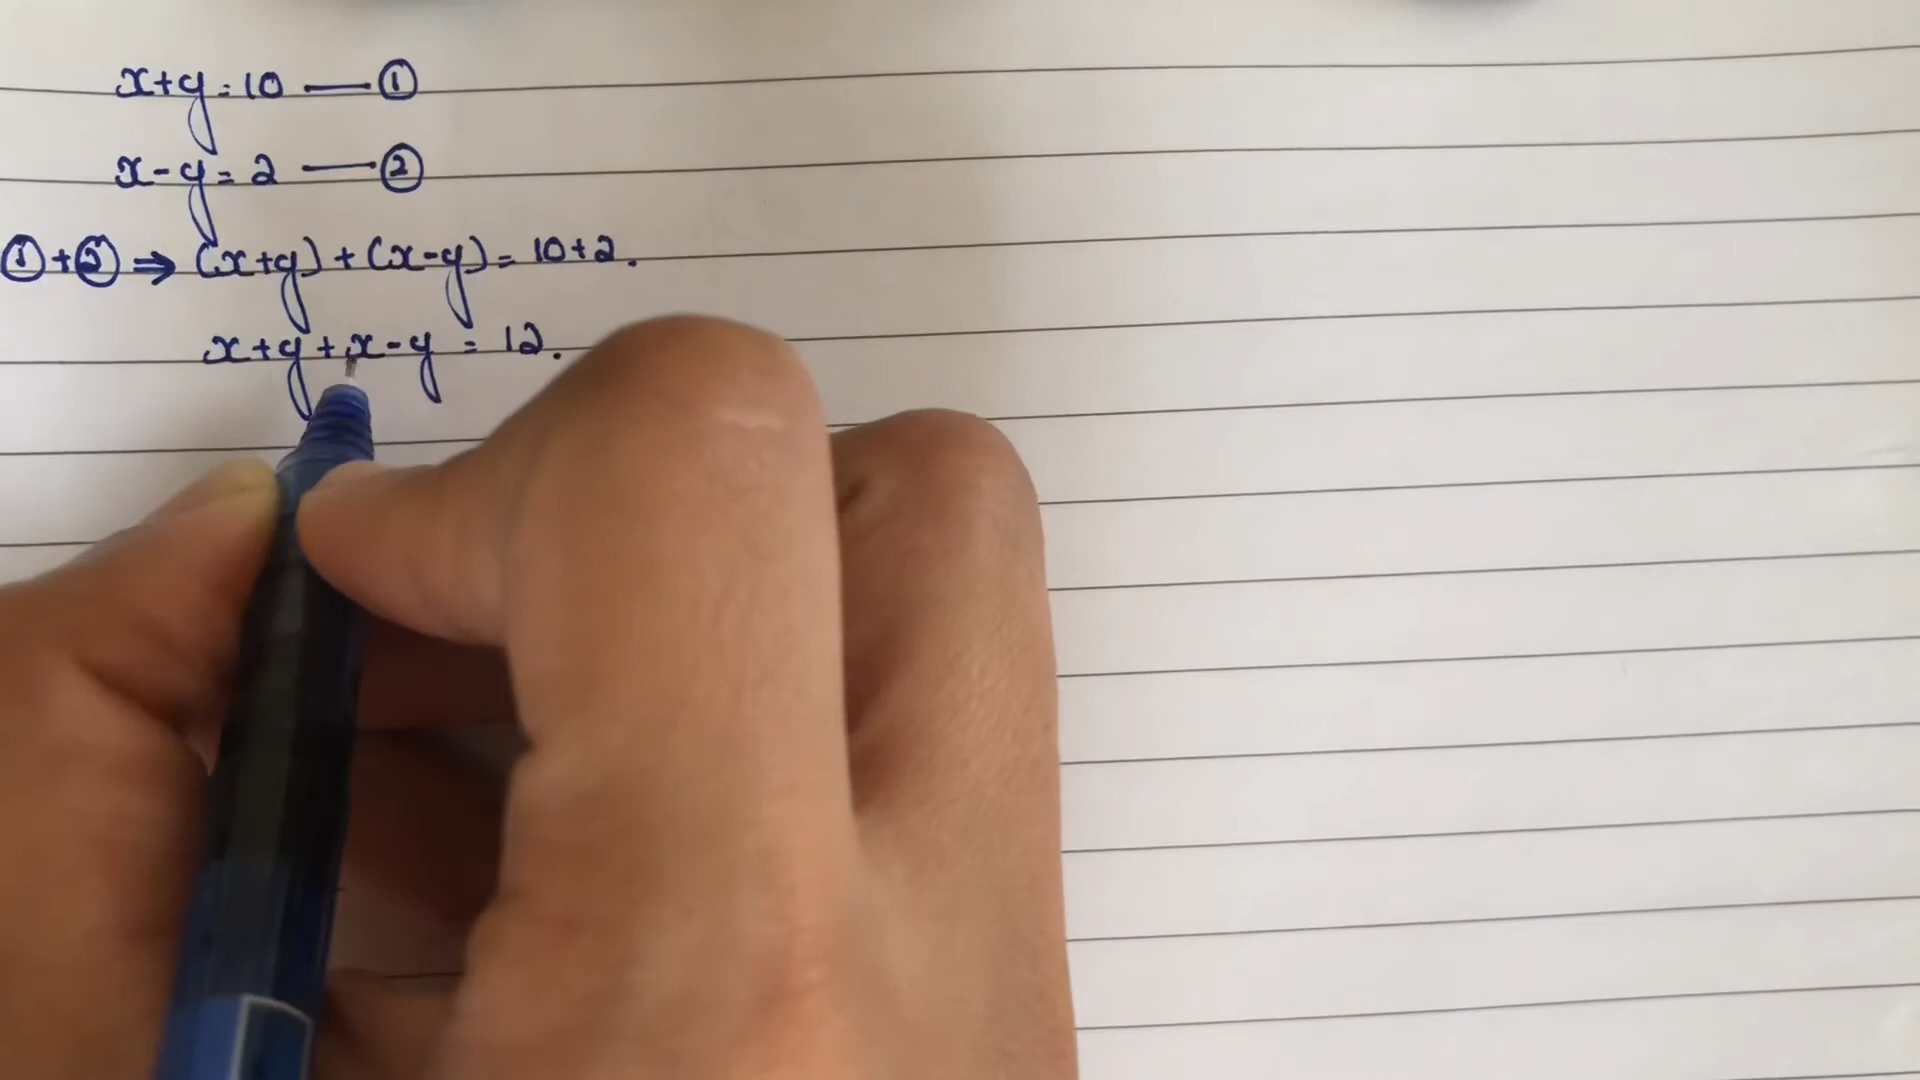 x+y=10 — ①
x-y=2 — ②
①+② ⇒ (x+y)+(x-y)=10+2.
x+y+x-y = 12.